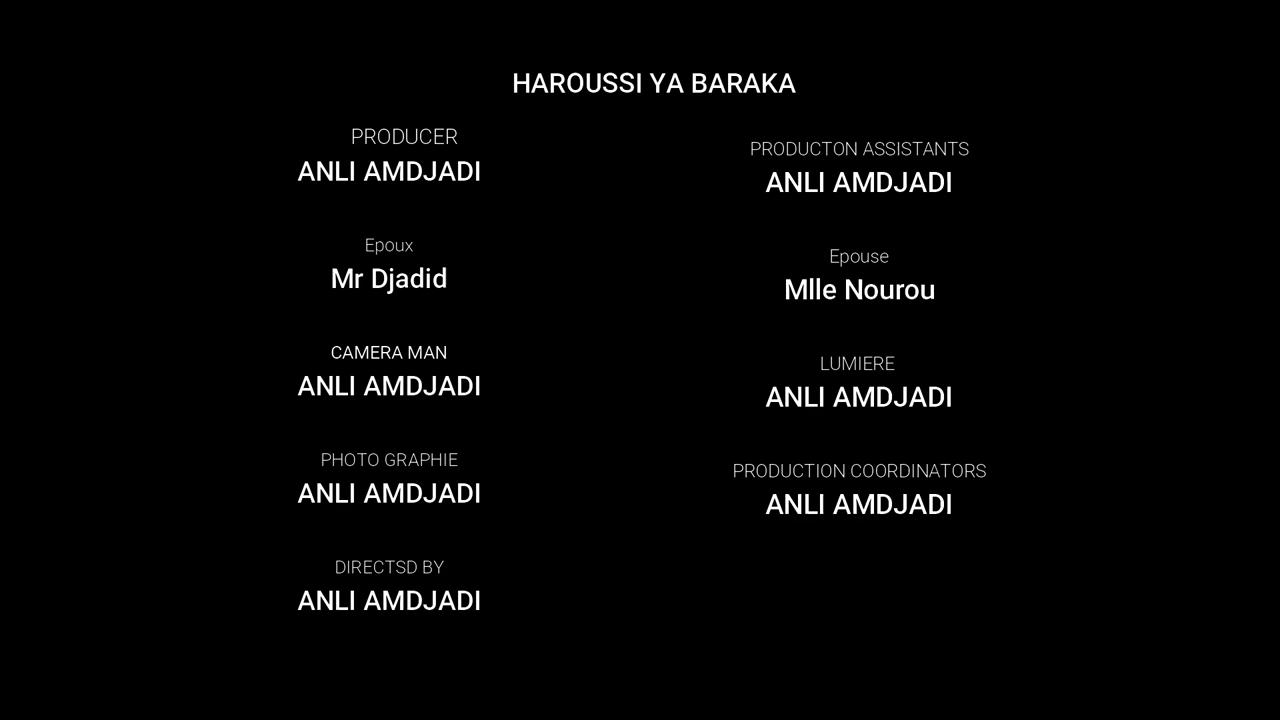 HAROUSSI YA BARAKA
PRODUCER
ANLI AMDJADI
Epoux
Mr Djadid
CAMERA MAN
ANLI AMDJADI
PHOTO GRAPHIE
ANLI AMDJADI
DIRECTSD BY
ANLI AMDJADI
PRODUCTON ASSISTANTS
ANLI AMDJADI
Epouse
Mlle Nourou
LUMIERE
ANLI AMDJADI
PRODUCTION COORDINATORS
ANLI AMDJADI